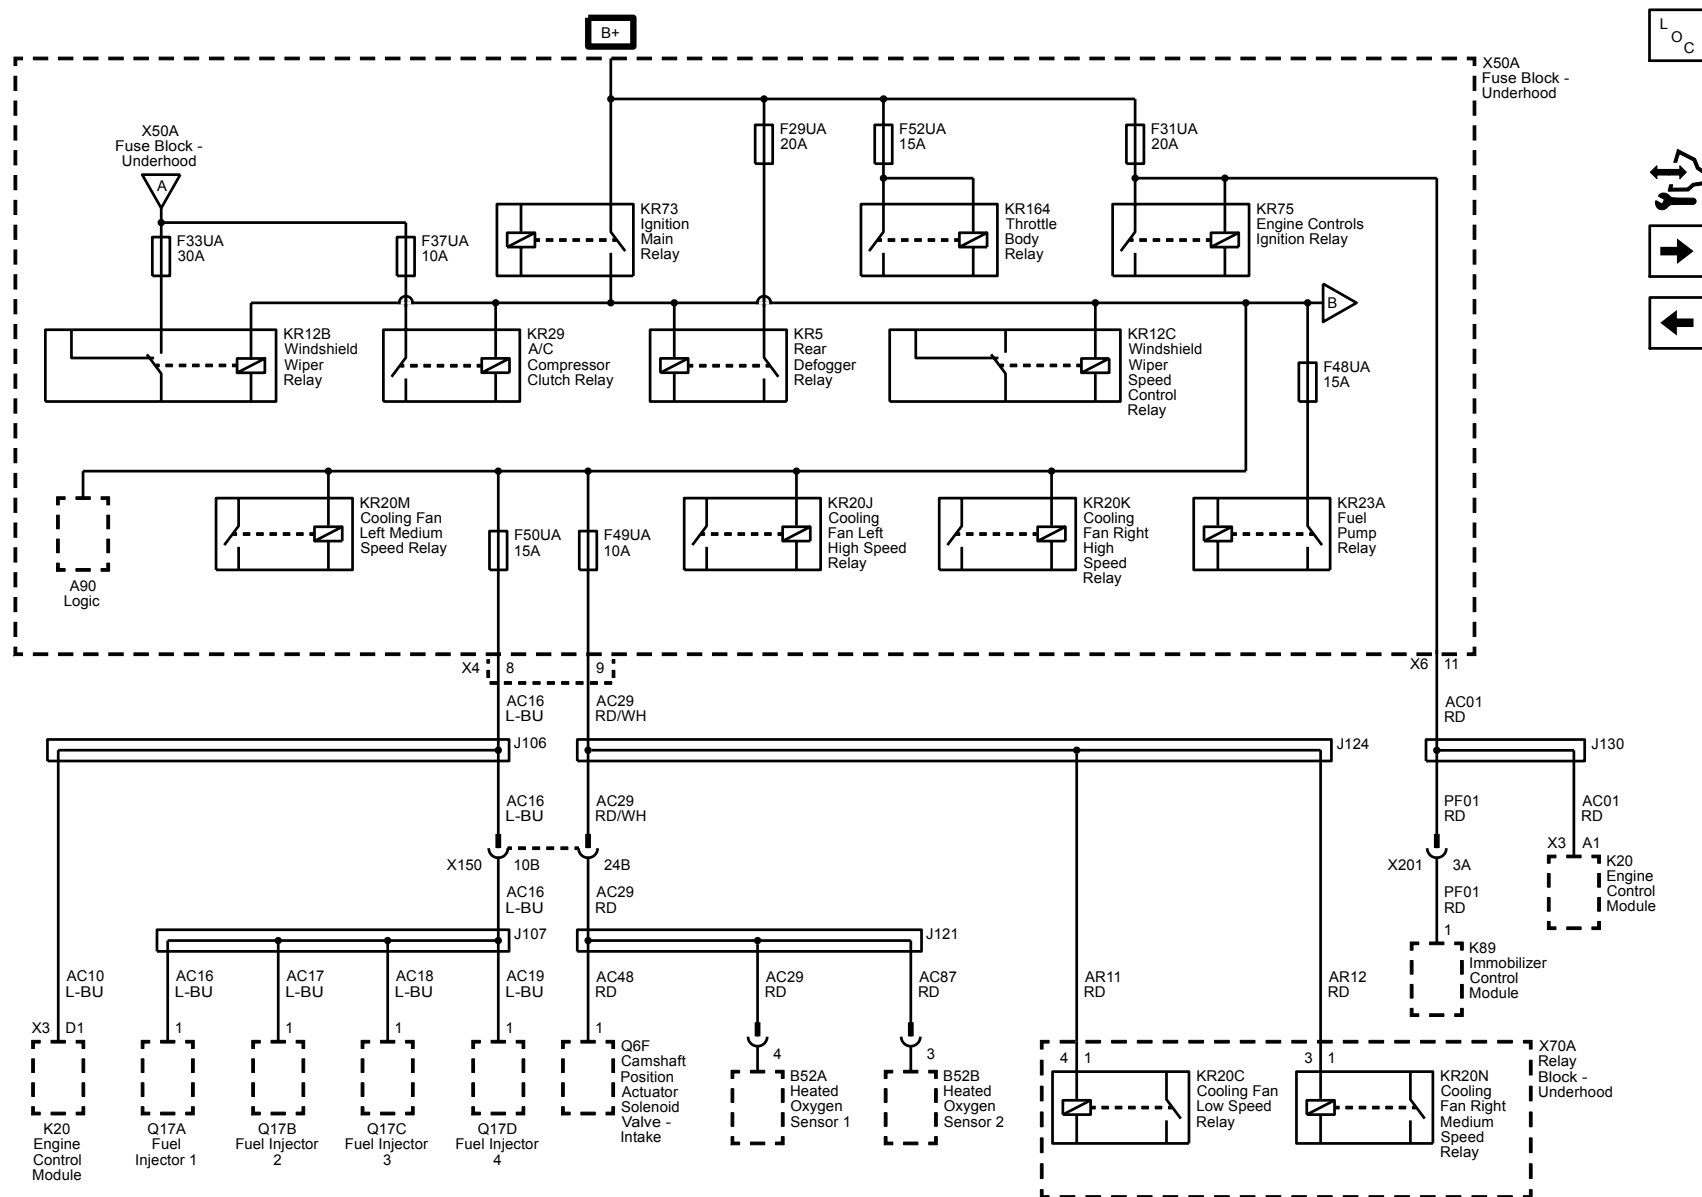 B+
L
O
C
X50A
Fuse Block -
Underhood
X50A
Fuse Block -
Underhood
A
F29UA
20A
F52UA
15A
F31UA
20A
F33UA
30A
F37UA
10A
KR73
Ignition
Main
Relay
KR164
Throttle
Body
Relay
KR75
Engine Controls
Ignition Relay
B
KR12B
Windshield
Wiper
Relay
KR29
A/C
Compressor
Clutch Relay
KR5
Rear
Defogger
Relay
KR12C
Windshield
Wiper
Speed
Control
Relay
F48UA
15A
A90
Logic
KR20M
Cooling Fan
Left Medium
Speed Relay
F50UA
15A
F49UA
10A
KR20J
Cooling
Fan Left
High Speed
Relay
KR20K
Cooling
Fan Right
High
Speed
Relay
KR23A
Fuel
Pump
Relay
X4
8
9
X6
11
AC16
L-BU
AC29
RD/WH
AC01
RD
J106
J124
J130
AC16
L-BU
AC29
RD/WH
PF01
RD
AC01
RD
X150
10B
24B
X201
3A
X3
A1
K20
Engine
Control
Module
AC16
L-BU
AC29
RD
PF01
RD
1
K89
Immobilizer
Control
Module
J107
J121
AC10
L-BU
AC16
L-BU
AC17
L-BU
AC18
L-BU
AC19
L-BU
AC48
RD
AC29
RD
AC87
RD
AR11
RD
AR12
RD
X3
D1
1
1
1
1
1
4
3
4
1
3
1
K20
Engine
Control
Module
Q17A
Fuel
Injector 1
Q17B
Fuel Injector
2
Q17C
Fuel Injector
3
Q17D
Fuel Injector
4
Q6F
Camshaft
Position
Actuator
Solenoid
Valve -
Intake
B52A
Heated
Oxygen
Sensor 1
B52B
Heated
Oxygen
Sensor 2
KR20C
Cooling Fan
Low Speed
Relay
KR20N
Cooling
Fan Right
Medium
Speed
Relay
X70A
Relay
Block -
Underhood